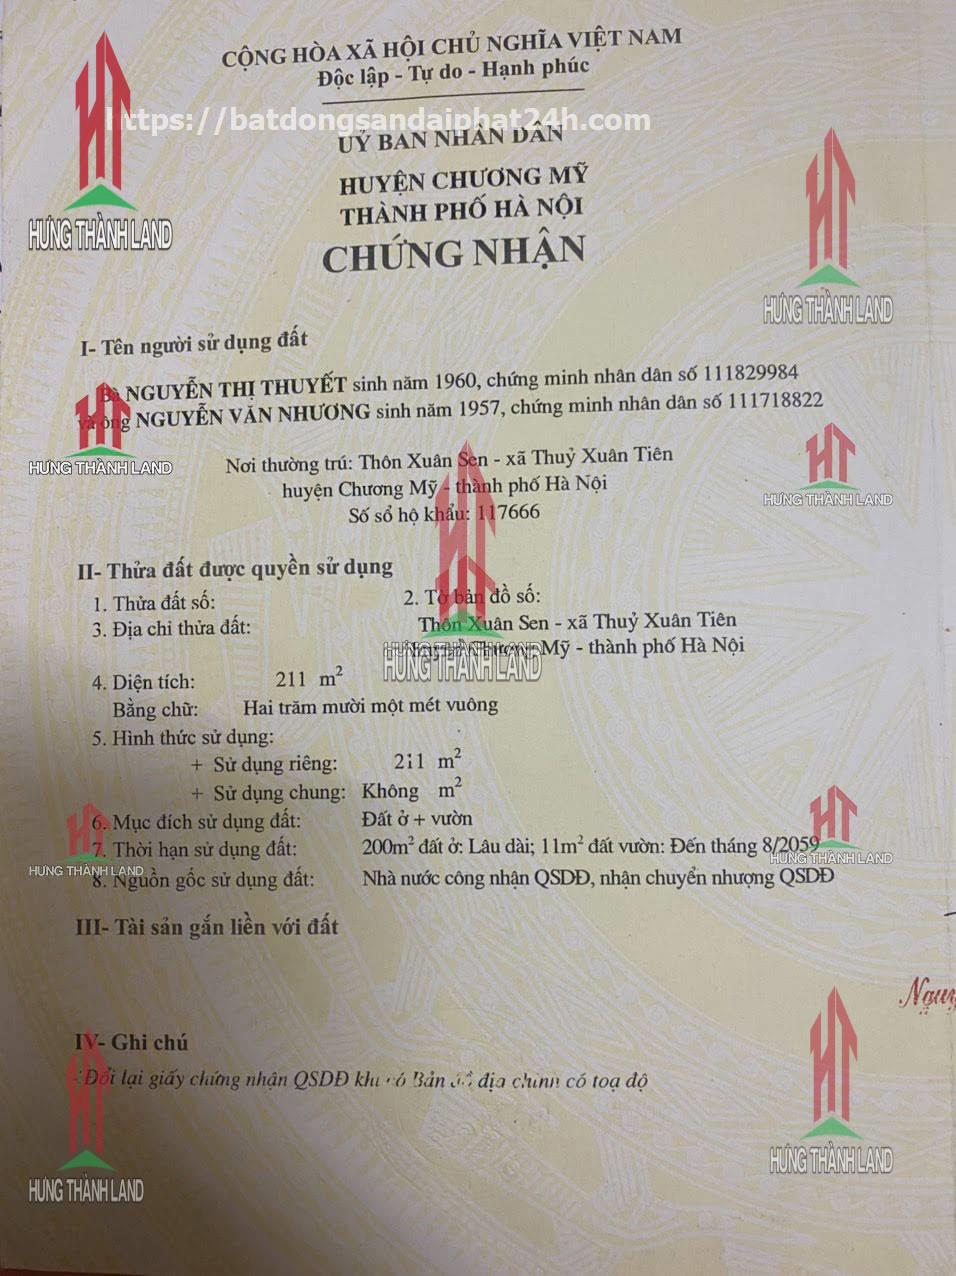 CỘNG HÒA XÃ HỘI CHỦ NGHĨA VIỆT NAM
Độc lập - Tự do - Hạnh phúc
https://batdongsandaiphat24h.com
UỶ BAN NHÂN DÂN
HUYỆN CHƯƠNG MỸ
THÀNH PHỐ HÀ NỘI
CHỨNG NHẬN
HƯNG THÀNH LAND
HƯNG THÀNH LAND
I- Tên người sử dụng đất
Bà NGUYỄN THỊ THUYẾT sinh năm 1960, chứng minh nhân dân số 111829984
và ông NGUYỄN VĂN NHƯƠNG sinh năm 1957, chứng minh nhân dân số 111718822
HƯNG THÀNH LAND
Nơi thường trú: Thôn Xuân Sen - xã Thuỷ Xuân Tiên
huyện Chương Mỹ - thành phố Hà Nội
HƯNG THÀNH LAND
Số sổ hộ khẩu: 117666
II- Thửa đất được quyền sử dụng
1. Thửa đất số: 2. Tờ bản đồ số:
3. Địa chỉ thửa đất: Thôn Xuân Sen - xã Thuỷ Xuân Tiên
Chương Mỹ - thành phố Hà Nội
HƯNG THÀNH LAND
4. Diện tích: 211 m2
Bằng chữ: Hai trăm mười một mét vuông
5. Hình thức sử dụng:
+ Sử dụng riêng: 211 m2
+ Sử dụng chung: Không m2
6. Mục đích sử dụng đất: Đất ở + vườn
7. Thời hạn sử dụng đất: 200m2 đất ở: Lâu dài; 11m2 đất vườn: Đến tháng 8/2059
HƯNG THÀNH LAND
HƯNG THÀNH LAND
8. Nguồn gốc sử dụng đất: Nhà nước công nhận QSDĐ, nhận chuyển nhượng QSDĐ
III- Tài sản gắn liền với đất
IV- Ghi chú
Đổi lại giấy chứng nhận QSDĐ khi có Bản đồ địa chính có toạ độ
HƯNG THÀNH LAND
HƯNG THÀNH LAND